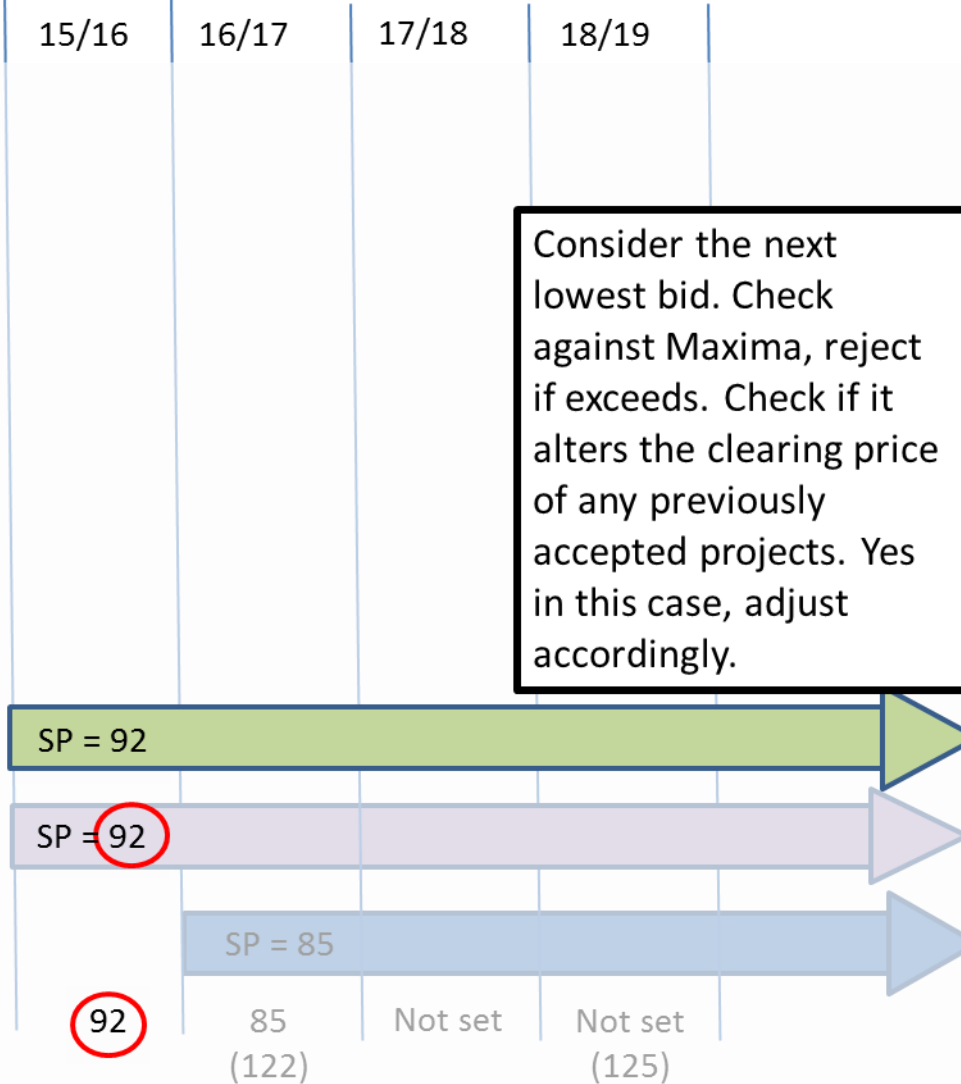 15/16 16/17 17/18 18/19
Consider the next
lowest bid. Check
against Maxima, reject
if exceeds. Check if it
alters the clearing price
of any previously
accepted projects. Yes
in this case, adjust
accordingly.
SP = 92
SP = 92
SP = 85
92 85 Not set Not set
(122) (125)